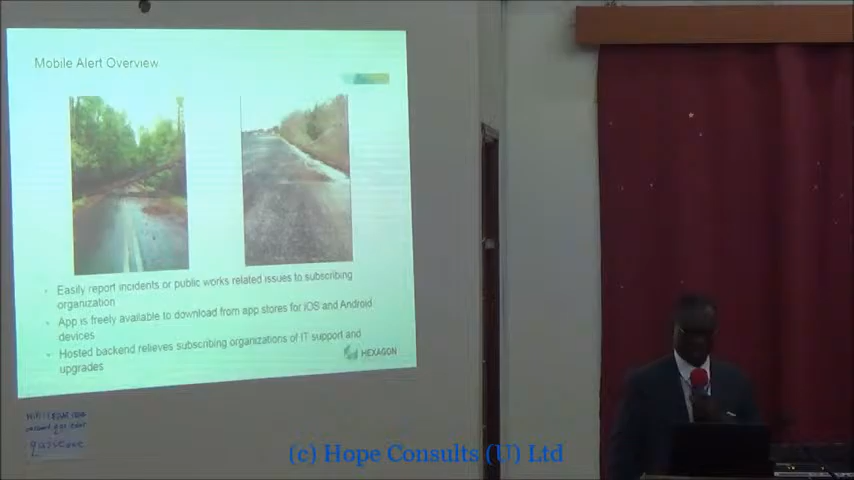 Mobile Alert Overview
Easily report incidents or public works related issues to subscribing
organization
App is freely available to download from app stores for iOS and Android
devices
Hosted backend relieves subscribing organizations of IT support and
upgrades
HEXAGON
(c) Hope Consults (U) Ltd